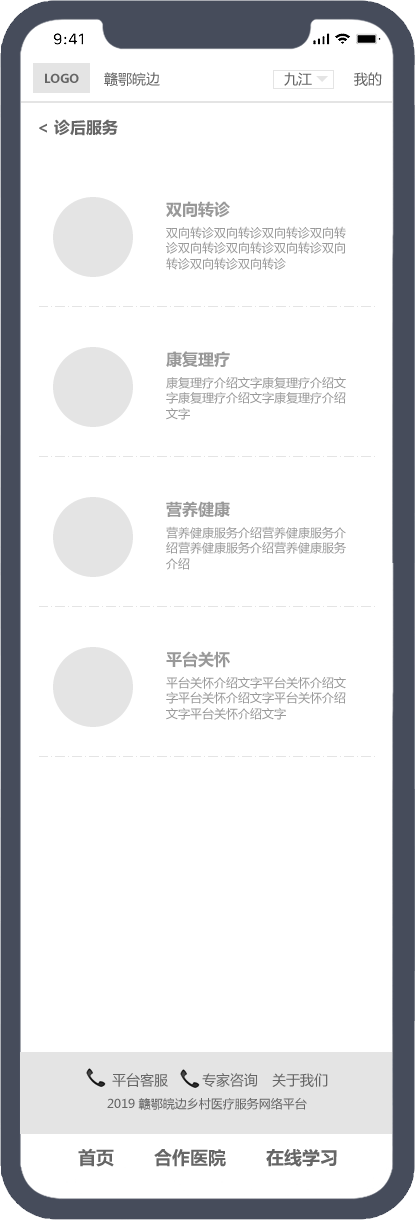 9:41
LOGO 赣鄂皖边 九江 我的
< 诊后服务
双向转诊
双向转诊双向转诊双向转诊双向转
诊双向转诊双向转诊双向转诊双向
转诊双向转诊双向转诊
康复理疗
康复理疗介绍文字康复理疗介绍文
字康复理疗介绍文字康复理疗介绍
文字
营养健康
营养健康服务介绍营养健康服务介
绍营养健康服务介绍营养健康服务
介绍
平台关怀
平台关怀介绍文字平台关怀介绍文
字平台关怀介绍文字平台关怀介绍
文字平台关怀介绍文字
平台客服 专家咨询 关于我们
2019 赣鄂皖边乡村医疗服务网络平台
首页 合作医院 在线学习